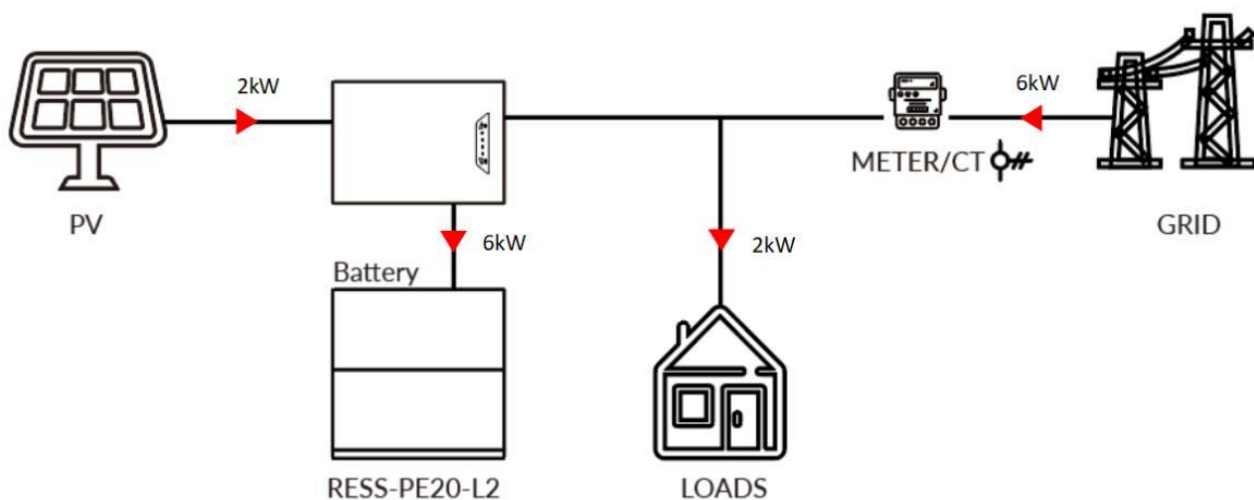 2kW
6kW
METER/CT
PV
GRID
6kW
2kW
Battery
RESS-PE20-L2
LOADS